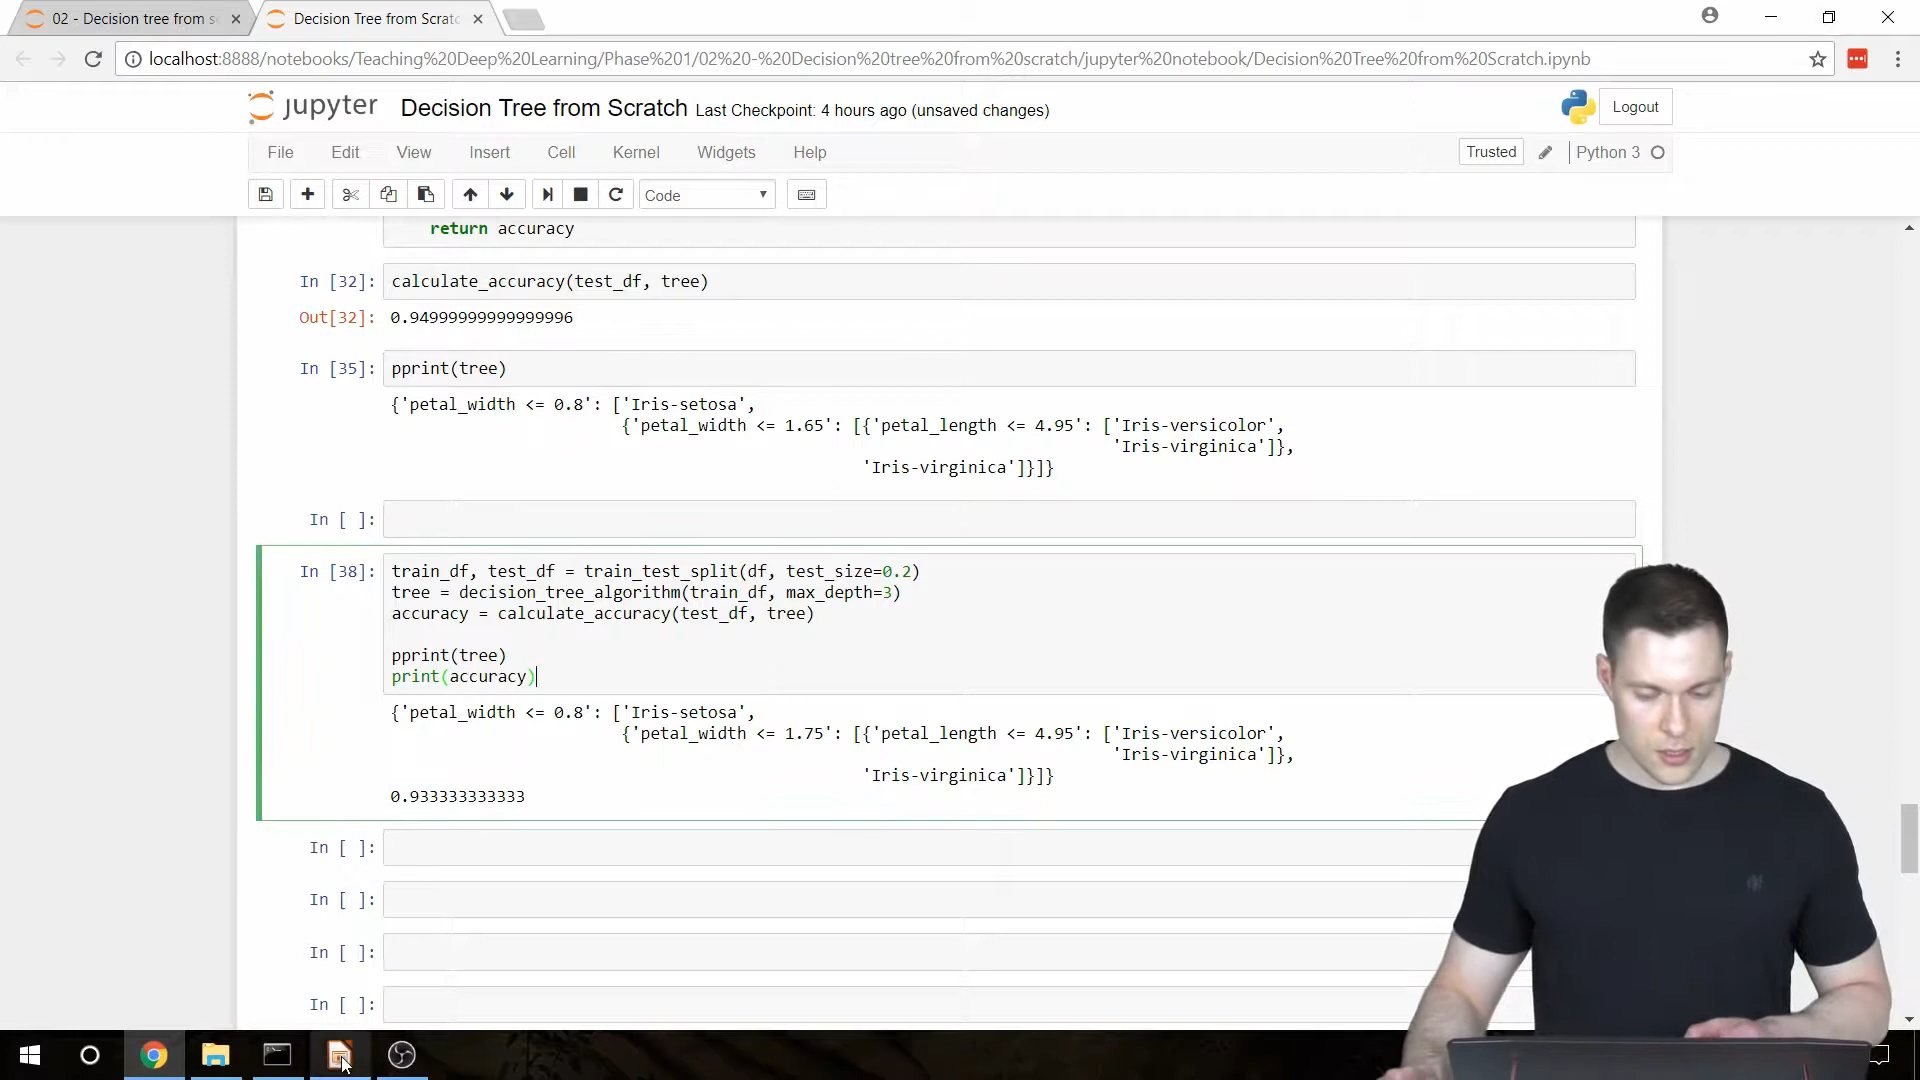 02 - Decision tree from s
Decision Tree from Scratc
localhost:8888/notebooks/Teaching%20Deep%20Learning/Phase%201/02%20-%20Decision%20tree%20from%20scratch/jupyter%20notebook/Decision%20Tree%20from%20Scratch.ipynb
jupyter Decision Tree from Scratch Last Checkpoint: 4 hours ago (unsaved changes)
Logout
File Edit View Insert Cell Kernel Widgets Help
Trusted Python 3
Code
return accuracy
In [32]: calculate_accuracy(test_df, tree)
Out[32]: 0.94999999999999996
In [35]: pprint(tree)
{'petal_width <= 0.8': ['Iris-setosa',
{'petal_width <= 1.65': [{'petal_length <= 4.95': ['Iris-versicolor',
'Iris-virginica']},
'Iris-virginica']}]}
In [ ]:
In [38]: train_df, test_df = train_test_split(df, test_size=0.2)
tree = decision_tree_algorithm(train_df, max_depth=3)
accuracy = calculate_accuracy(test_df, tree)
pprint(tree)
print(accuracy)
{'petal_width <= 0.8': ['Iris-setosa',
{'petal_width <= 1.75': [{'petal_length <= 4.95': ['Iris-versicolor',
'Iris-virginica']},
'Iris-virginica']}]}
0.933333333333
In [ ]:
In [ ]:
In [ ]:
In [ ]: